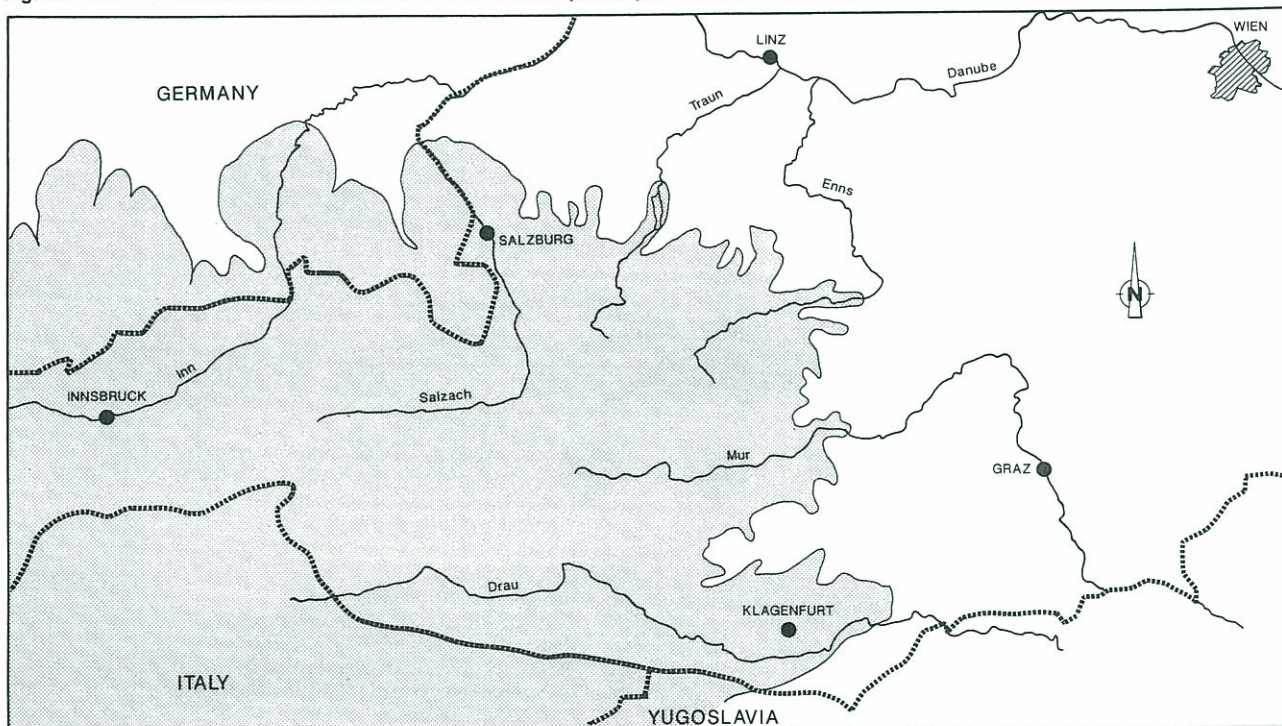 WIEN
LINZ
Danube
GERMANY
Traun
Enns
SALZBURG
N
Inn
INNSBRUCK
Salzach
Mur
GRAZ
Drau
KLAGENFURT
ITALY
YUGOSLAVIA